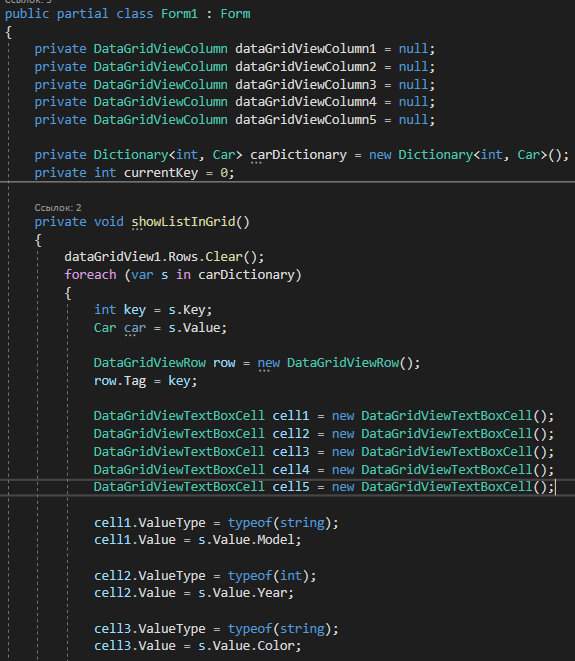 Ссылок: 3
public partial class Form1 : Form
{
private DataGridViewColumn dataGridViewColumn1 = null;
private DataGridViewColumn dataGridViewColumn2 = null;
private DataGridViewColumn dataGridViewColumn3 = null;
private DataGridViewColumn dataGridViewColumn4 = null;
private DataGridViewColumn dataGridViewColumn5 = null;
private Dictionary<int, Car> carDictionary = new Dictionary<int, Car>();
private int currentKey = 0;
Ссылок: 2
private void showListInGrid()
{
dataGridView1.Rows.Clear();
foreach (var s in carDictionary)
{
int key = s.Key;
Car car = s.Value;
DataGridViewRow row = new DataGridViewRow();
row.Tag = key;
DataGridViewTextBoxCell cell1 = new DataGridViewTextBoxCell();
DataGridViewTextBoxCell cell2 = new DataGridViewTextBoxCell();
DataGridViewTextBoxCell cell3 = new DataGridViewTextBoxCell();
DataGridViewTextBoxCell cell4 = new DataGridViewTextBoxCell();
DataGridViewTextBoxCell cell5 = new DataGridViewTextBoxCell();
cell1.ValueType = typeof(string);
cell1.Value = s.Value.Model;
cell2.ValueType = typeof(int);
cell2.Value = s.Value.Year;
cell3.ValueType = typeof(string);
cell3.Value = s.Value.Color;